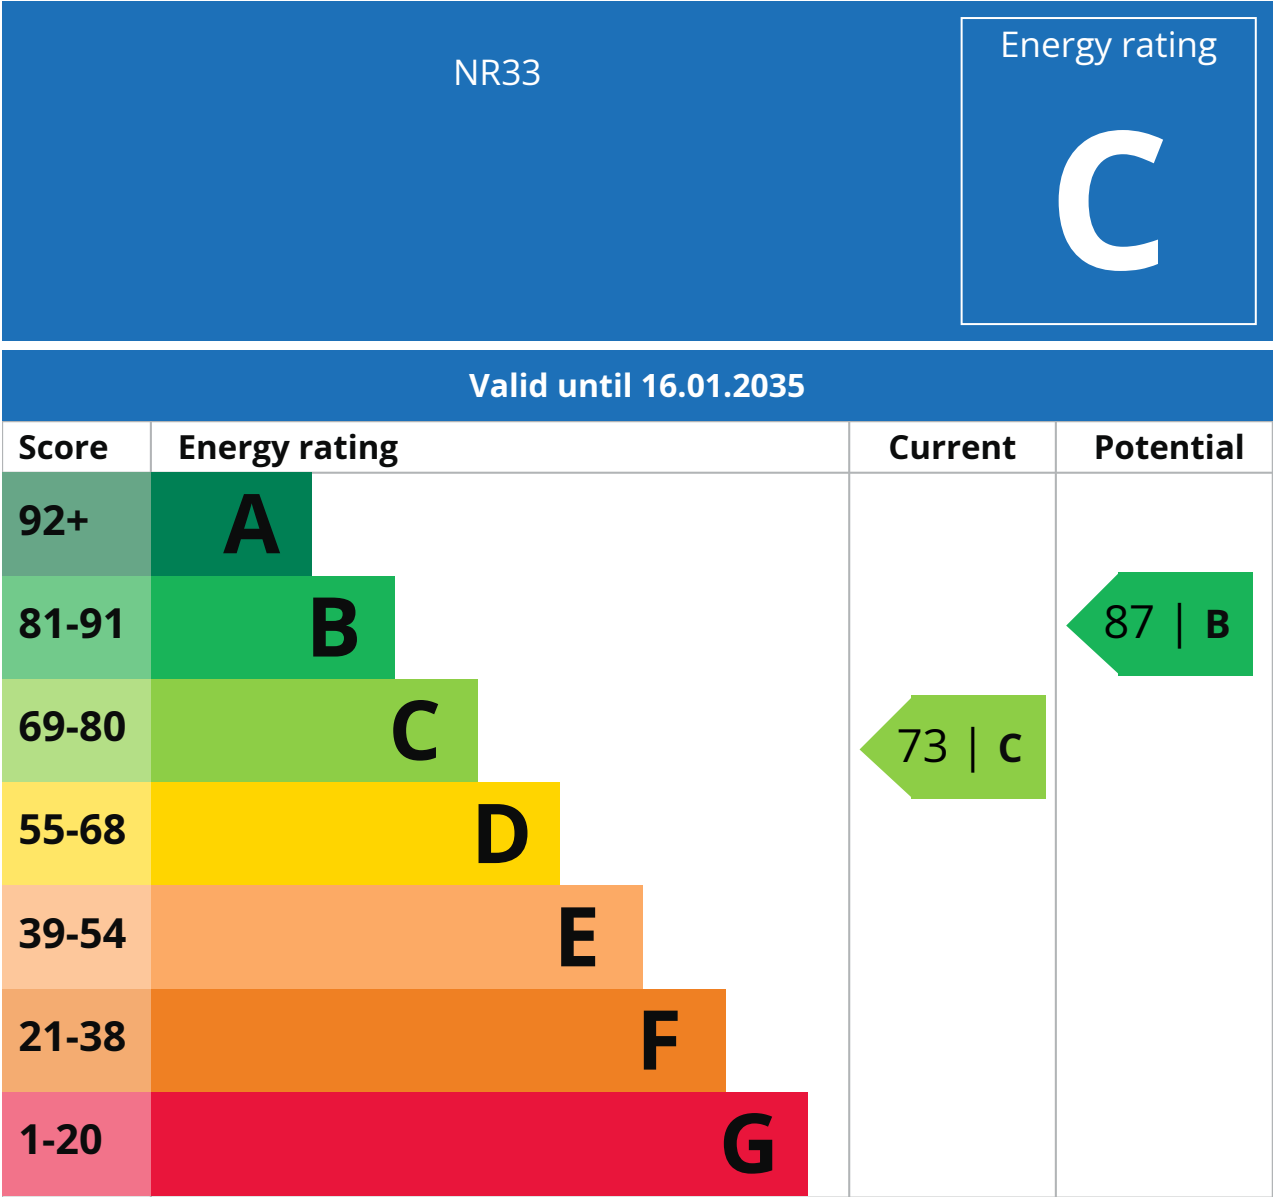 NR33
Energy rating
C
Valid until 16.01.2035
Score Energy rating Current Potential
92+ A
81-91 B 87 | B
69-80 C 73 | C
55-68 D
39-54 E
21-38 F
1-20 G